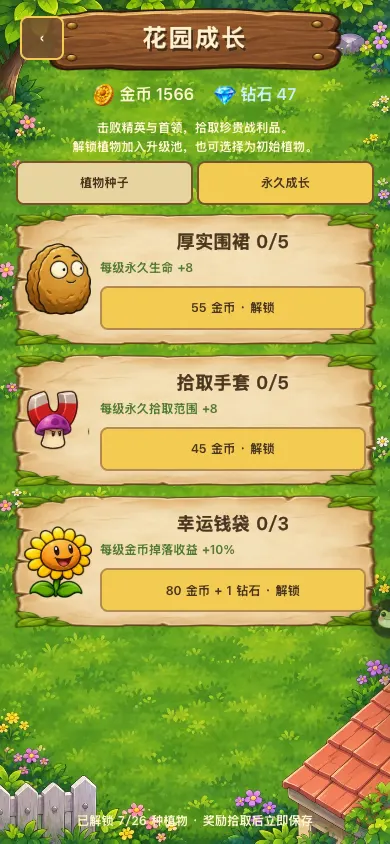 ‹
花园成长
金币 1566 钻石 47
击败精英与首领，拾取珍贵战利品。
解锁植物加入升级池，也可选择为初始植物。
植物种子 永久成长
厚实围裙 0/5
每级永久生命 +8
55 金币 · 解锁
拾取手套 0/5
每级永久拾取范围 +8
45 金币 · 解锁
幸运钱袋 0/3
每级金币掉落收益 +10%
80 金币 + 1 钻石 · 解锁
已解锁 7/26 种植物 · 奖励拾取后立即保存